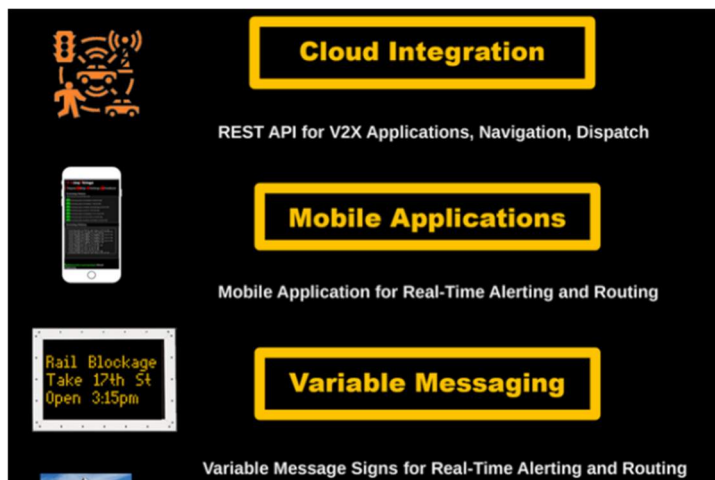 Cloud Integration
REST API for V2X Applications, Navigation, Dispatch
Mobile Applications
Mobile Application for Real-Time Alerting and Routing
Rail Blockage
Take 17th St
Open 3:15pm
Variable Messaging
Variable Message Signs for Real-Time Alerting and Routing